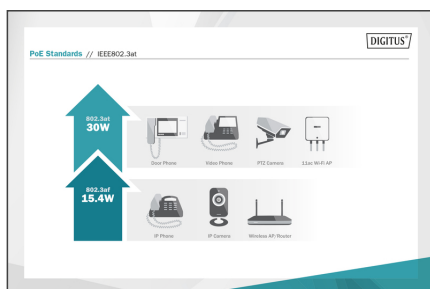 DIGITUS®
PoE Standards // IEEE802.3at
802.3at
30W
Door Phone
Video Phone
PTZ Camera
11ac Wi-Fi AP
802.3af
15.4W
IP Phone
IP Camera
Wireless AP/Router